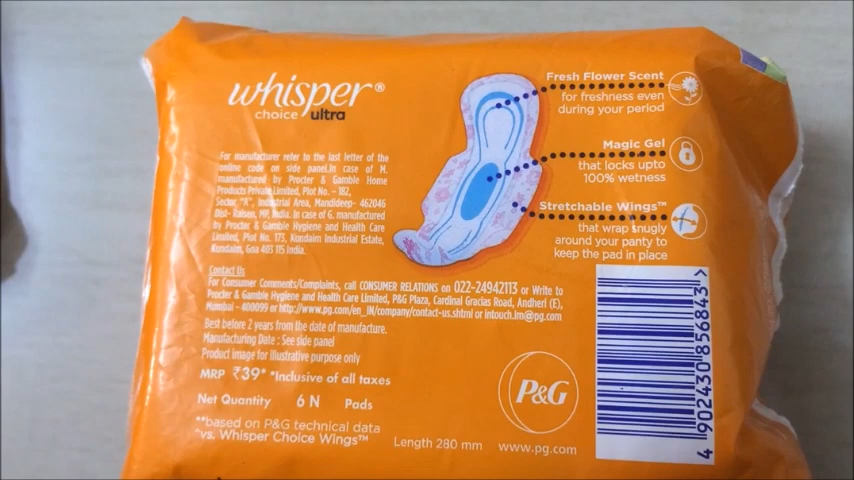 whisper®
choice ultra
Fresh Flower Scent
for freshness even
during your period
Magic Gel
that locks upto
100% wetness
Stretchable Wings™
that wrap snugly
around your panty to
keep the pad in place
For manufacturer refer to the last letter of the
online code on side panel.In case of M.
manufactured by Procter & Gamble Home
Products Private Limited, Plot No. - 182,
Sector "A", Industrial Area, Mandideep- 462046
Dist- Raisen, MP, India. In case of G. manufactured
by Procter & Gamble Hygiene and Health Care
Limited, Plot No. 173, Kundaim Industrial Estate,
Kundaim, Goa 403 115 India.
Contact Us
For Consumer Comments/Complaints, call CONSUMER RELATIONS on 022-24942113 or Write to
Procter & Gamble Hygiene and Health Care Limited, P&G Plaza, Cardinal Gracias Road, Andheri (E),
Mumbai - 400099 or http://www.pg.com/en_IN/company/contact-us.shtml or intouch.im@pg.com
Best before 2 years from the date of manufacture.
Manufacturing Date : See side panel
Product image for illustrative purpose only
MRP ₹39* *Inclusive of all taxes
Net Quantity 6 N Pads
**based on P&G technical data
^vs. Whisper Choice Wings™
Length 280 mm
P&G
www.pg.com
4 902430 856843 >